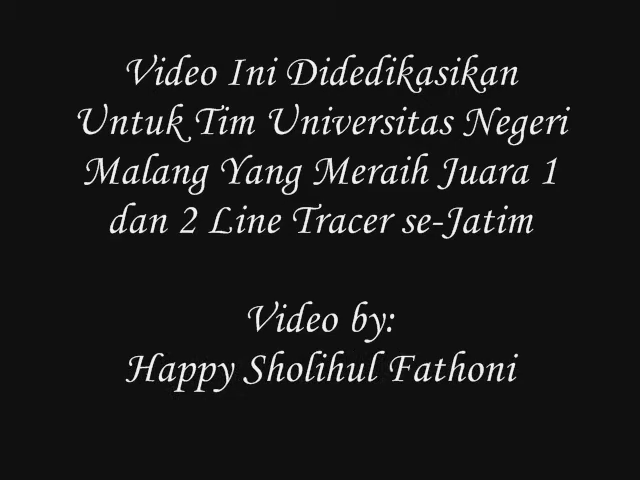 Video Ini Didedikasikan
Untuk Tim Universitas Negeri
Malang Yang Meraih Juara 1
dan 2 Line Tracer se-Jatim
Video by:
Happy Sholihul Fathoni